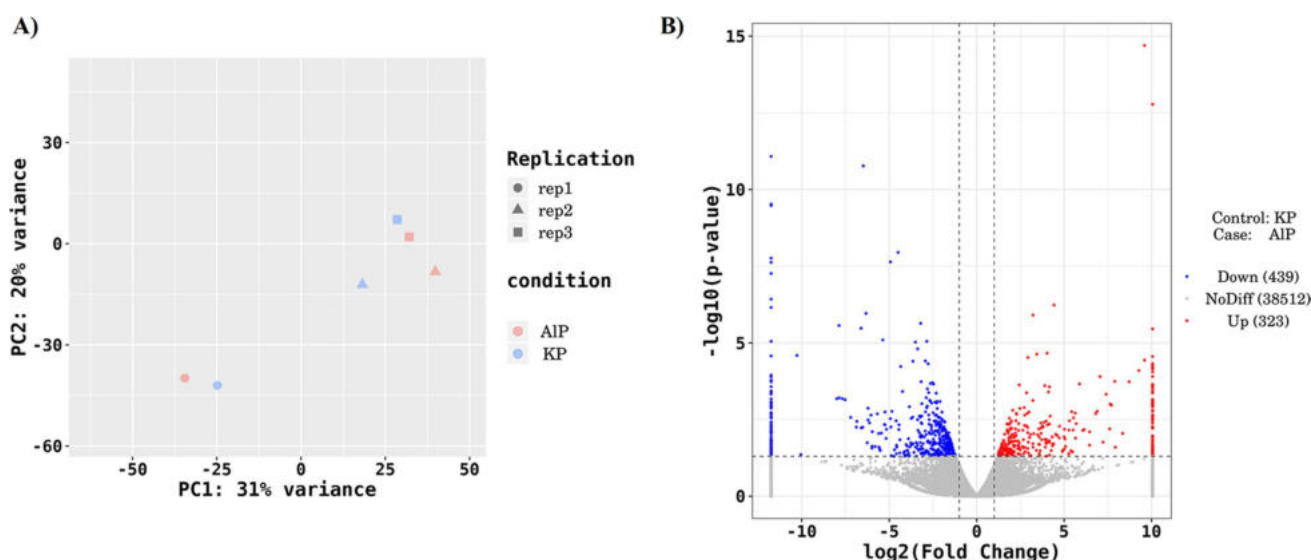 A)
PC2: 20% variance
30
0
-30
-60
-50
-25
0
25
50
PC1: 31% variance
Replication
rep1
rep2
rep3
condition
AlP
KP
B)
-log10(p-value)
15
10
5
0
-10
-5
0
5
10
log2(Fold Change)
Control: KP
Case: AlP
Down (439)
NoDiff (38512)
Up (323)